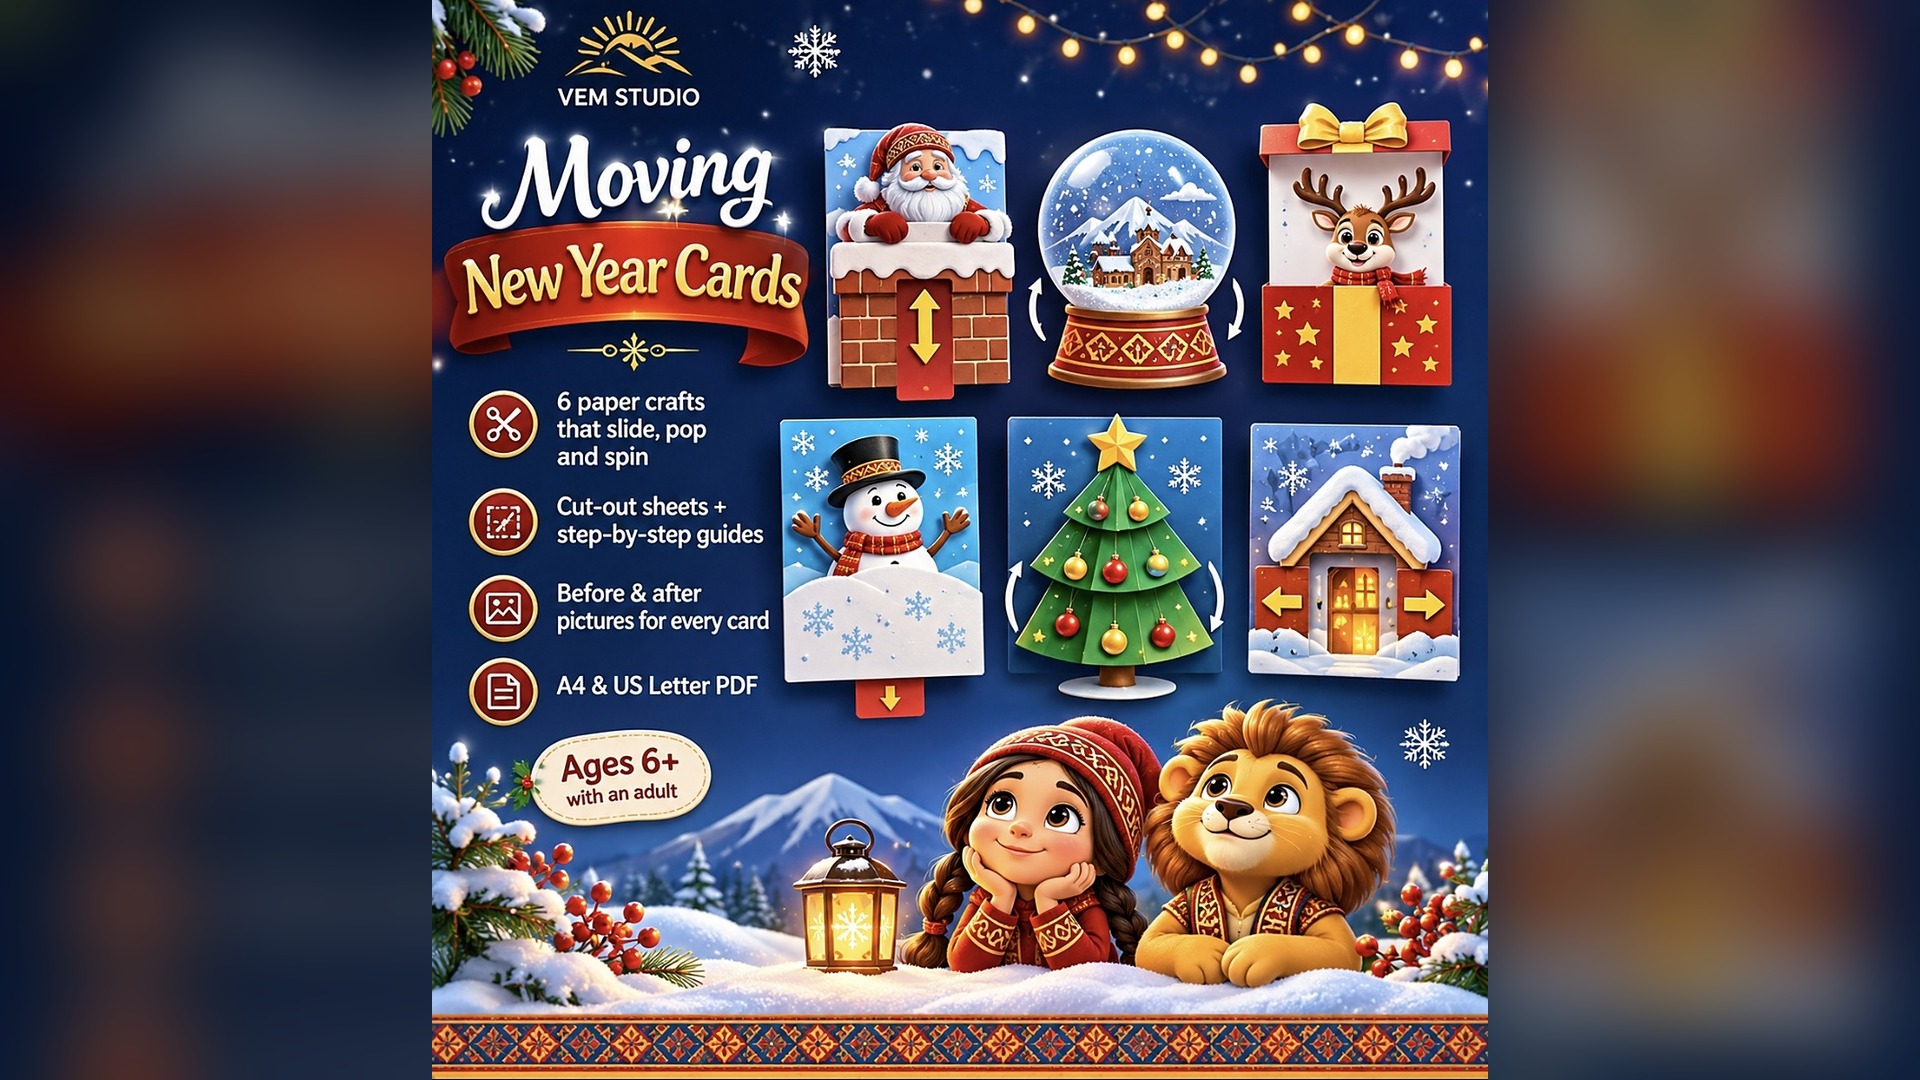 VEM STUDIO
Moving
New Year Cards
6 paper crafts
that slide, pop
and spin
Cut-out sheets +
step-by-step guides
Before & after
pictures for every card
A4 & US Letter PDF
Ages 6+
with an adult